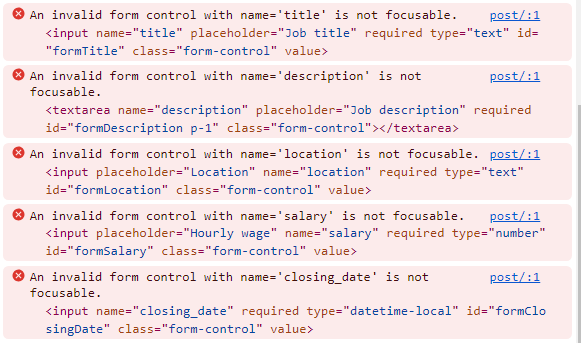 An invalid form control with name='title' is not focusable. post/:1
<input name="title" placeholder="Job title" required type="text" id=
"formTitle" class="form-control" value>
An invalid form control with name='description' is not post/:1
focusable.
<textarea name="description" placeholder="Job description" required
id="formDescription p-1" class="form-control"></textarea>
An invalid form control with name='location' is not focusable. post/:1
<input placeholder="Location" name="location" required type="text"
id="formLocation" class="form-control" value>
An invalid form control with name='salary' is not focusable. post/:1
<input placeholder="Hourly wage" name="salary" required type="number"
id="formSalary" class="form-control" value>
An invalid form control with name='closing_date' is not post/:1
focusable.
<input name="closing_date" required type="datetime-local" id="formClo
singDate" class="form-control" value>